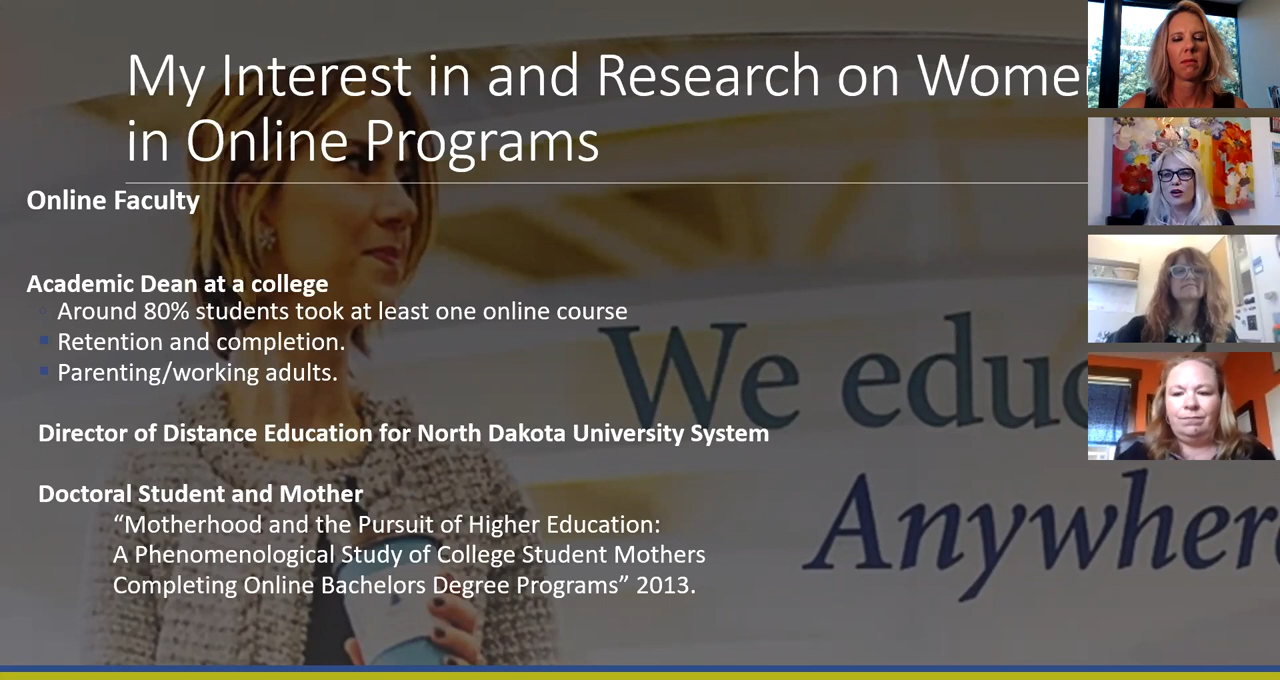 My Interest in and Research on Women
in Online Programs
Online Faculty
Academic Dean at a college
Around 80% students took at least one online course
Retention and completion.
Parenting/working adults.
We educ
Director of Distance Education for North Dakota University System
Doctoral Student and Mother
“Motherhood and the Pursuit of Higher Education:
A Phenomenological Study of College Student Mothers
Completing Online Bachelors Degree Programs” 2013.
Anywhere